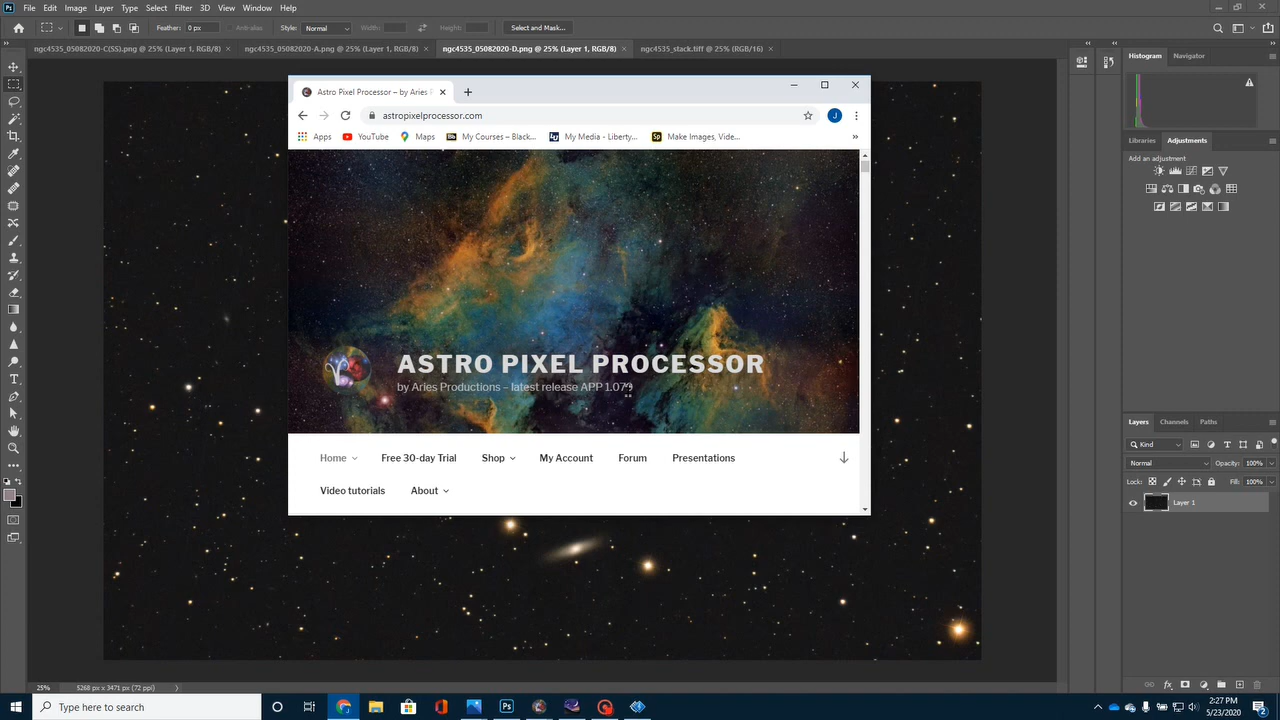 File Edit Image Layer Type Select Filter 3D View Window Help
Feather: 0 px Anti-alias Style: Normal Width: Height: Select and Mask...
ngc4535_05082020-C(SS).png @ 25% (Layer 1, RGB/8) ngc4535_05082020-A.png @ 25% (Layer 1, RGB/8) ngc4535_05082020-D.png @ 25% (Layer 1, RGB/8) ngc4535_stack.tiff @ 25% (RGB/16)
Histogram Navigator
Astro Pixel Processor – by Aries P
astropixelprocessor.com J
Apps YouTube Maps My Courses – Black... My Media - Liberty... Make Images, Vide...
Libraries Adjustments
Add an adjustment
ASTRO PIXEL PROCESSOR
by Aries Productions – latest release APP 1.079
Home Free 30-day Trial Shop My Account Forum Presentations
Video tutorials About
Layers Channels Paths
Kind
Normal Opacity: 100%
Lock: Fill: 100%
Layer 1
25% 5268 px x 3471 px (72 ppi)
Type here to search
2:27 PM
5/23/2020
2